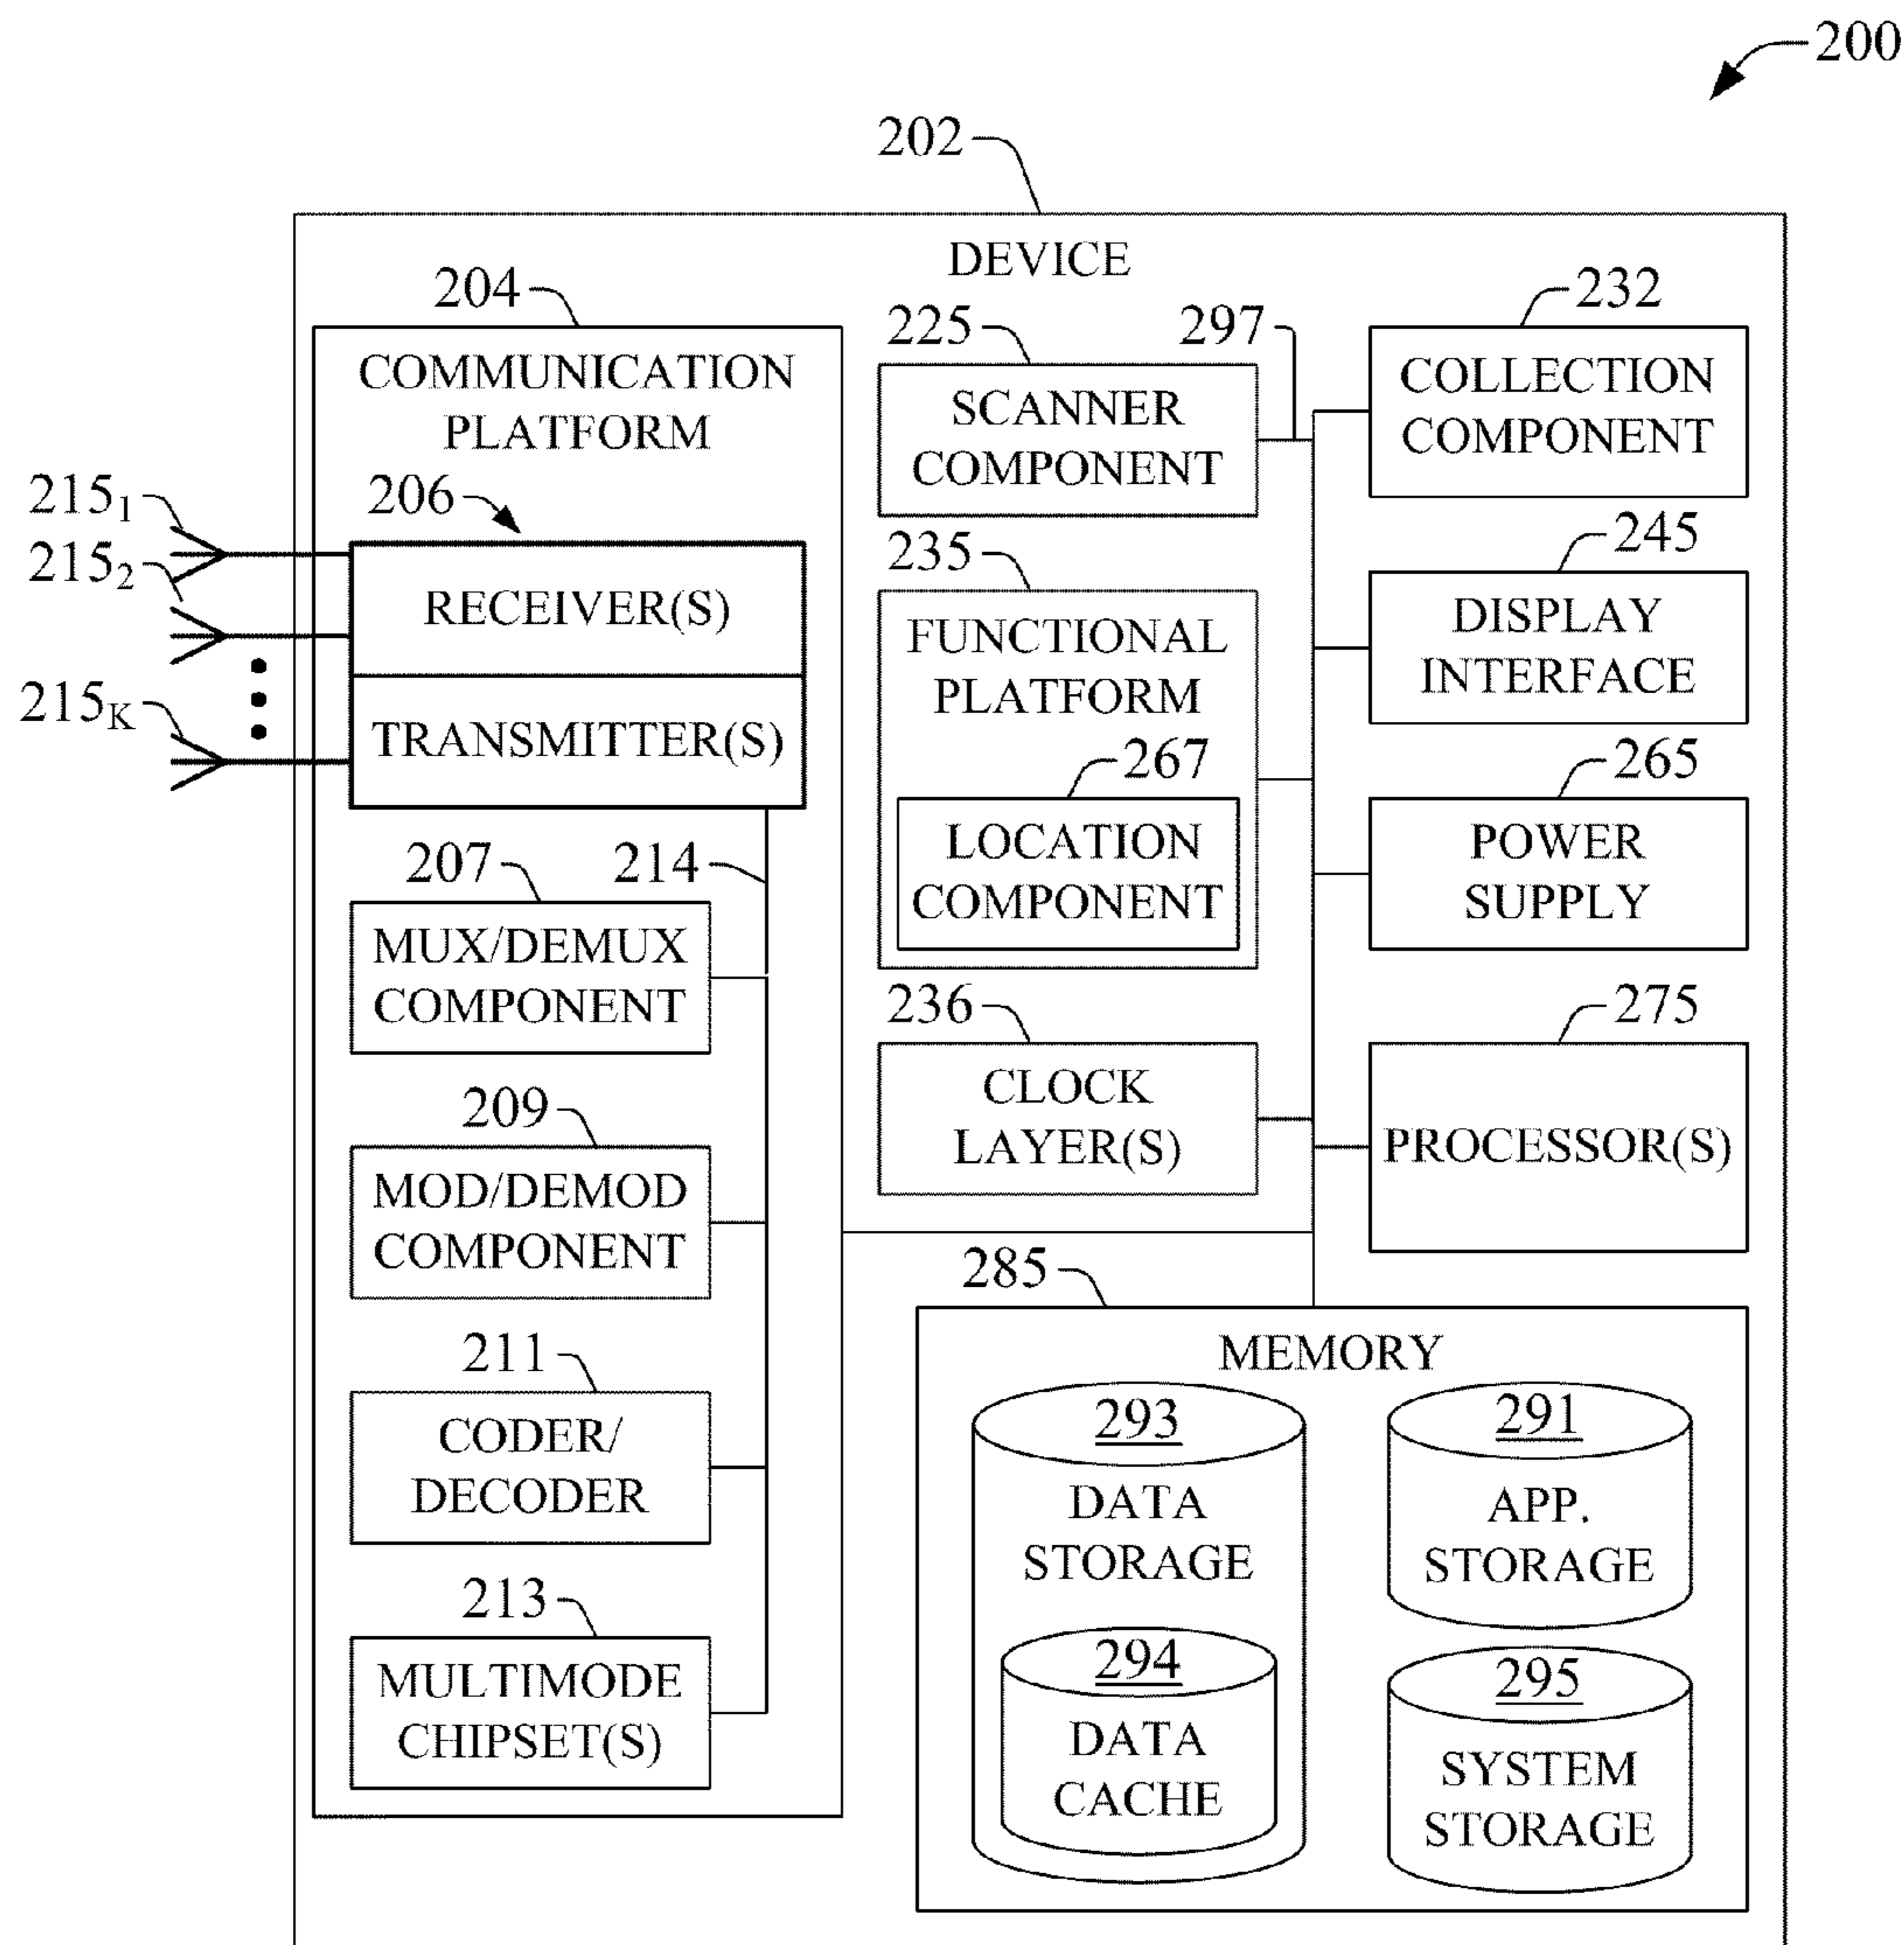 200
202
DEVICE
204
COMMUNICATION
PLATFORM
206
215₁
215₂
215K
RECEIVER(S)
TRANSMITTER(S)
207
214
MUX/DEMUX
COMPONENT
209
MOD/DEMOD
COMPONENT
211
CODER/
DECODER
213
MULTIMODE
CHIPSET(S)
225
297
SCANNER
COMPONENT
235
FUNCTIONAL
PLATFORM
267
LOCATION
COMPONENT
236
CLOCK
LAYER(S)
232
COLLECTION
COMPONENT
245
DISPLAY
INTERFACE
265
POWER
SUPPLY
275
PROCESSOR(S)
285
MEMORY
293
DATA
STORAGE
294
DATA
CACHE
291
APP.
STORAGE
295
SYSTEM
STORAGE